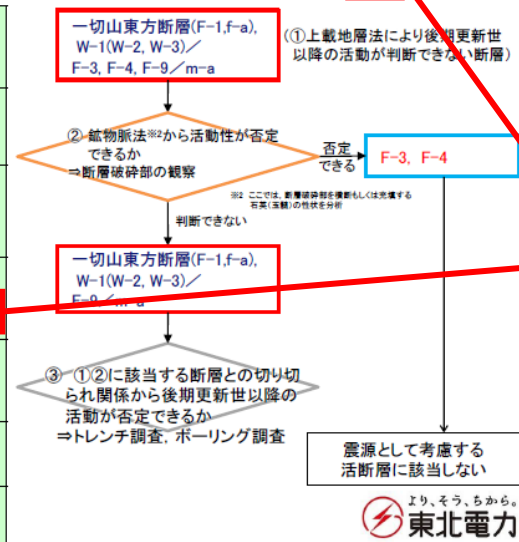 一切山東方断層(F-1,f-a),
W-1(W-2, W-3)／
F-3, F-4, F-9／m-a
(①上載地層法により後期更新世
以降の活動が判断できない断層)
② 鉱物脈法※2から活動性が否定
できるか
⇒断層破砕部の観察
否定
できる
F-3, F-4
※2 ここでは、断層破砕部を横断もしくは充填する
石英(玉髄)の性状を分析
判断できない
一切山東方断層(F-1,f-a),
W-1(W-2, W-3)／
F-9／m-a
③ ①②に該当する断層との切り切
られ関係から後期更新世以降の
活動が否定できるか
⇒トレンチ調査, ボーリング調査
震源として考慮する
活断層に該当しない
より、そう、ちから。
東北電力